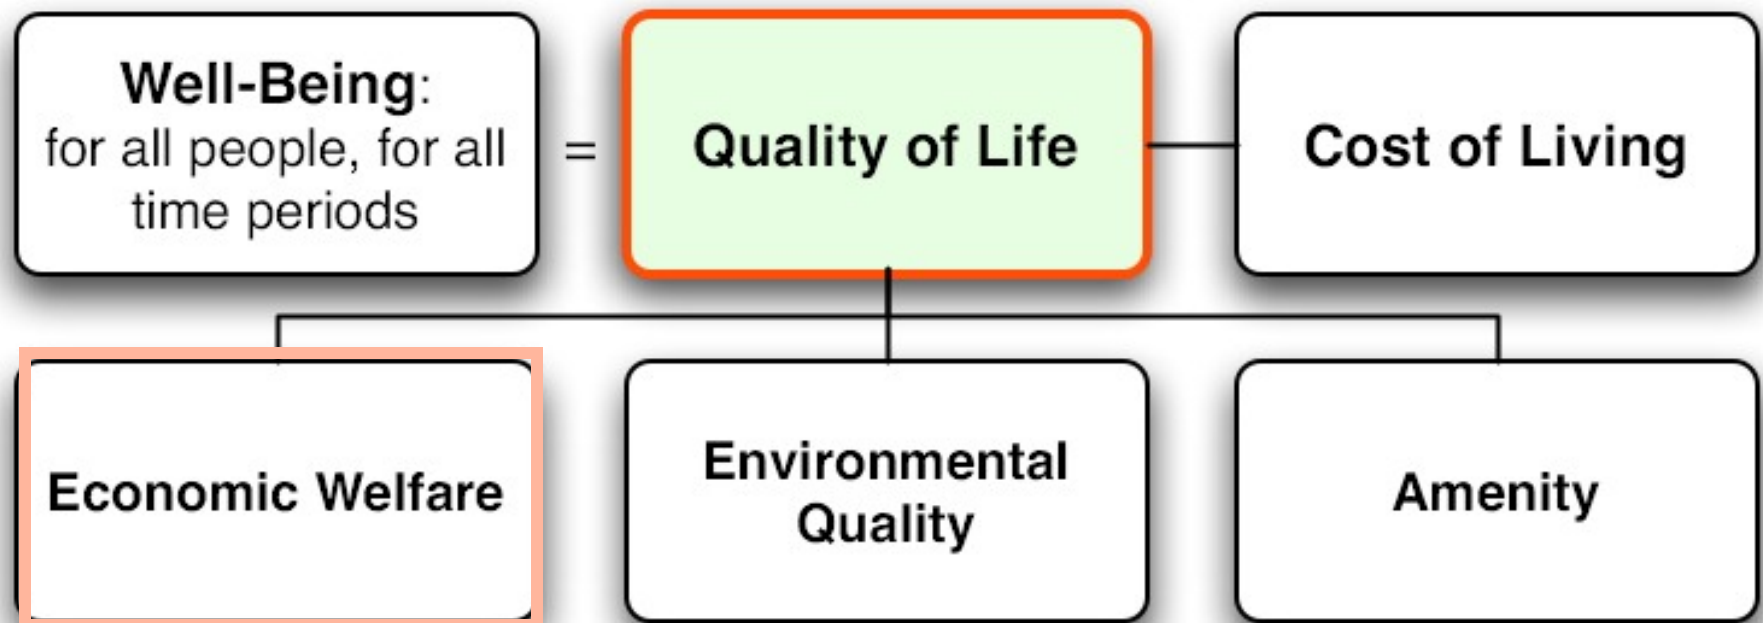 Well-Being:
for all people, for all
time periods
=
Quality of Life
Cost of Living
Economic Welfare
Environmental
Quality
Amenity